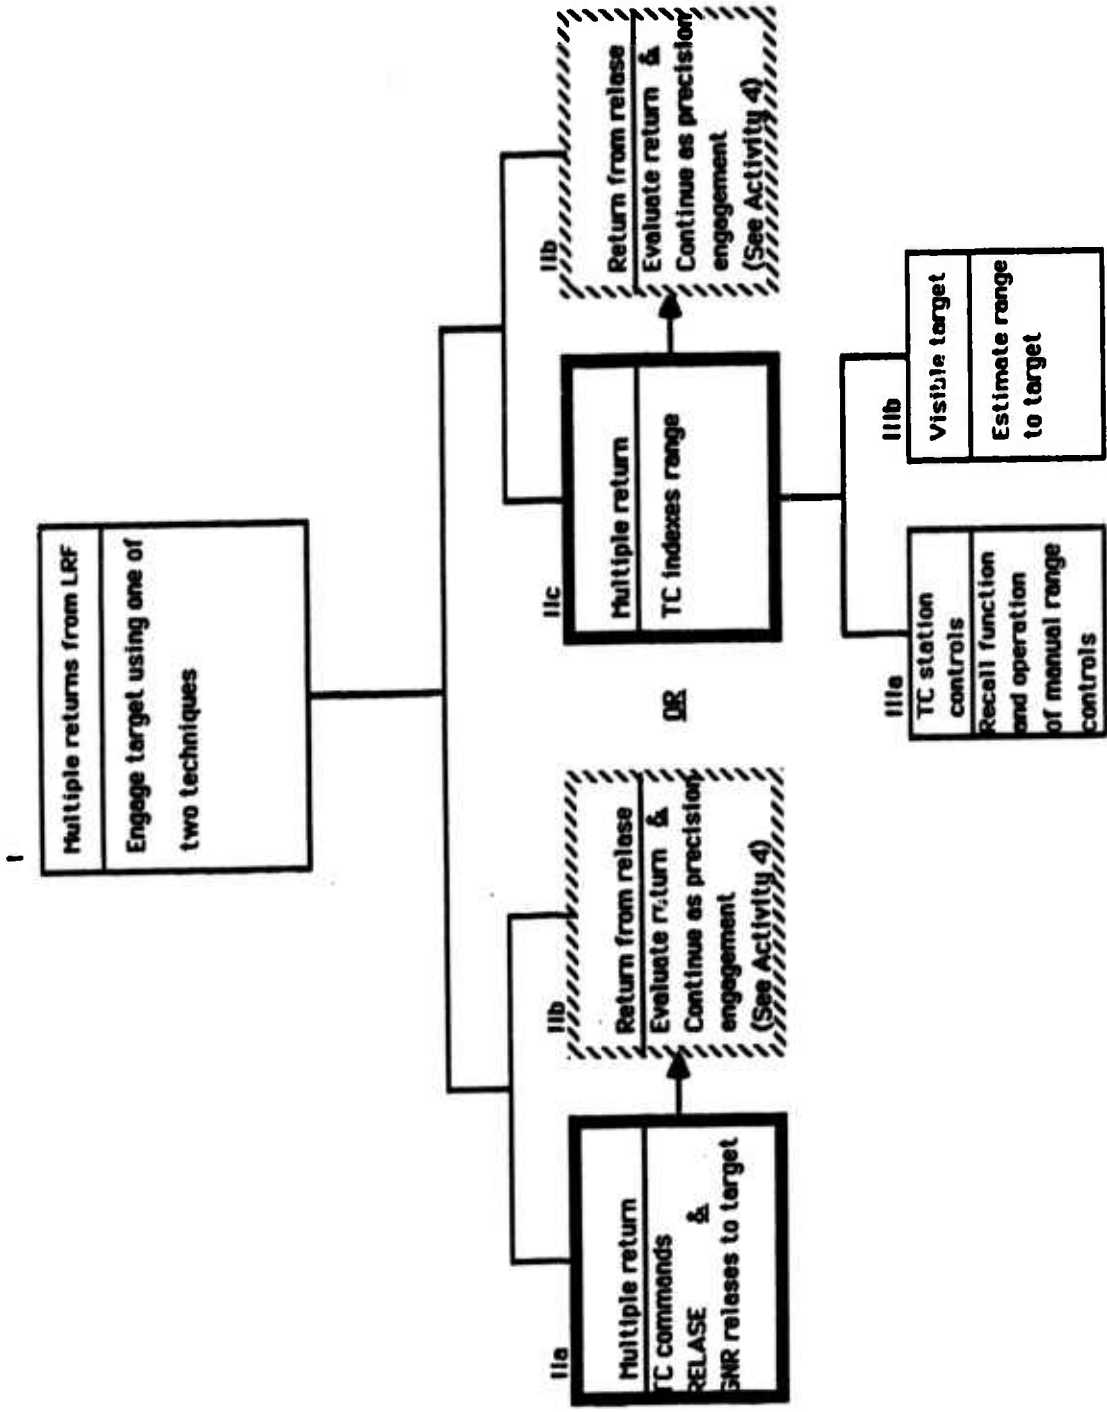 I
Multiple returns from LRF
Engage target using one of
two techniques
IIa
Multiple return
TC commands
RELASE &
GNR relases to target
IIb
Return from relase
Evaluate return &
Continue as precision
engagement
(See Activity 4)
OR
IIc
Multiple return
TC indexes range
IIb
Return from relase
Evaluate return &
Continue as precision
engagement
(See Activity 4)
IIIa
TC station
controls
Recall function
and operation
of manual range
controls
IIIb
Visible target
Estimate range
to target